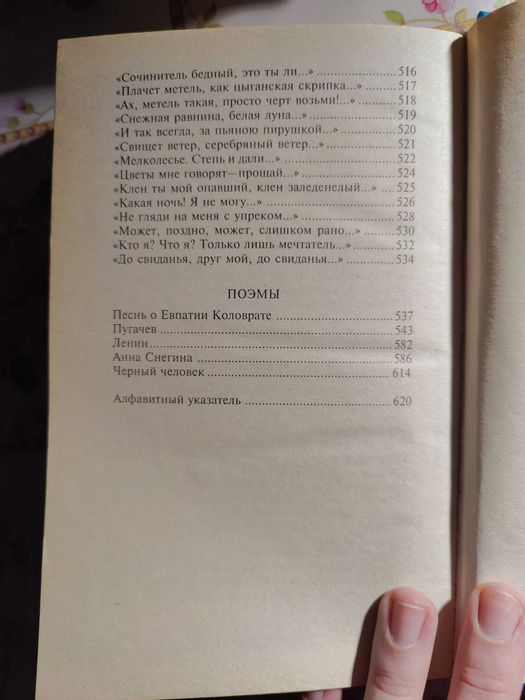 «Сочинитель бедный, это ты ли...» 516
«Плачет метель, как цыганская скрипка...» 517
«Ах, метель такая, просто черт возьми!...» 518
«Снежная равнина, белая луна...» 519
«И так всегда, за пьяною пирушкой...» 520
«Свищет ветер, серебряный ветер...» 521
«Мелколесье. Степь и дали...» 522
«Цветы мне говорят—прощай...» 524
«Клен ты мой опавший, клен заледенелый...» 525
«Какая ночь! Я не могу...» 526
«Не гляди на меня с упреком...» 528
«Может, поздно, может, слишком рано...» 530
«Кто я? Что я? Только лишь мечтатель...» 532
«До свиданья, друг мой, до свиданья...» 534
ПОЭМЫ
Песнь о Евпатии Коловрате 537
Пугачев 543
Ленин 582
Анна Снегина 586
Черный человек 614
Алфавитный указатель 620